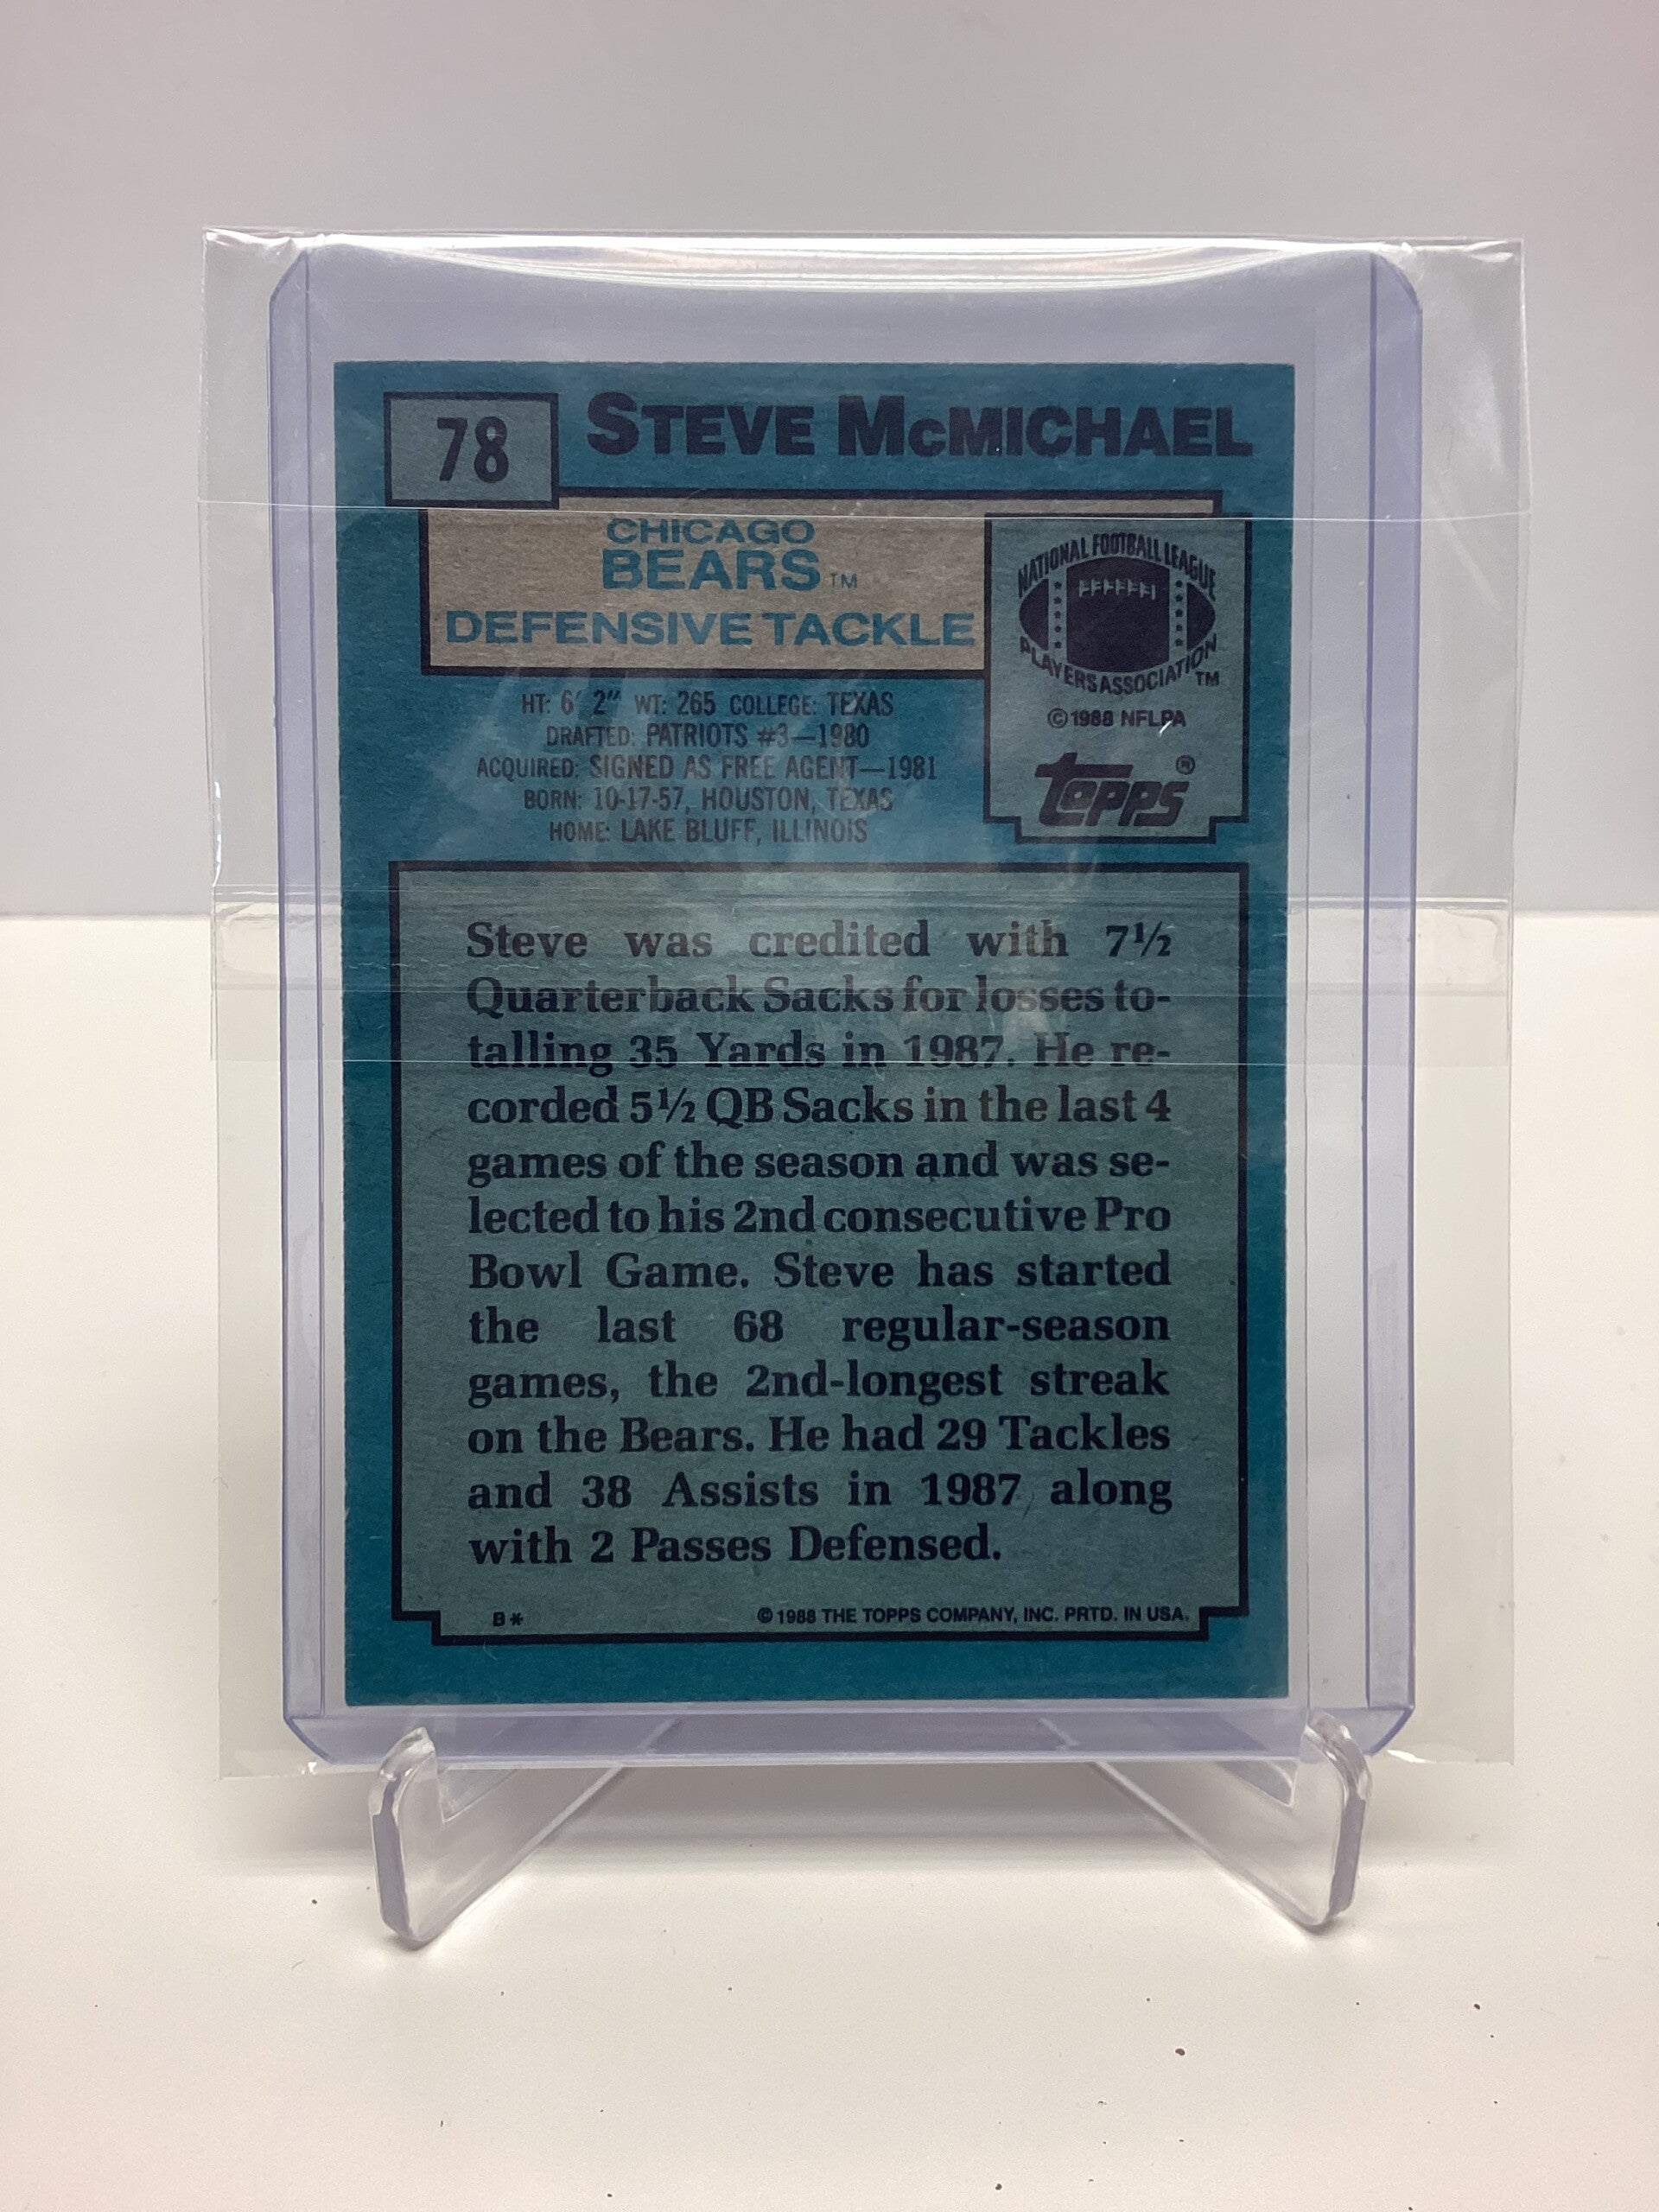 78
STEVE McMICHAEL
CHICAGO
BEARS™
DEFENSIVE TACKLE
NATIONAL FOOTBALL LEAGUE
PLAYERS ASSOCIATION™
©1988 NFLPA
topps®
HT: 6' 2" WT: 265 COLLEGE: TEXAS
DRAFTED: PATRIOTS #3—1980
ACQUIRED: SIGNED AS FREE AGENT—1981
BORN: 10-17-57, HOUSTON, TEXAS
HOME: LAKE BLUFF, ILLINOIS
Steve was credited with 7½
Quarterback Sacks for losses to-
talling 35 Yards in 1987. He re-
corded 5½ QB Sacks in the last 4
games of the season and was se-
lected to his 2nd consecutive Pro
Bowl Game. Steve has started
the last 68 regular-season
games, the 2nd-longest streak
on the Bears. He had 29 Tackles
and 38 Assists in 1987 along
with 2 Passes Defensed.
B* ©1988 THE TOPPS COMPANY, INC. PRTD. IN USA.